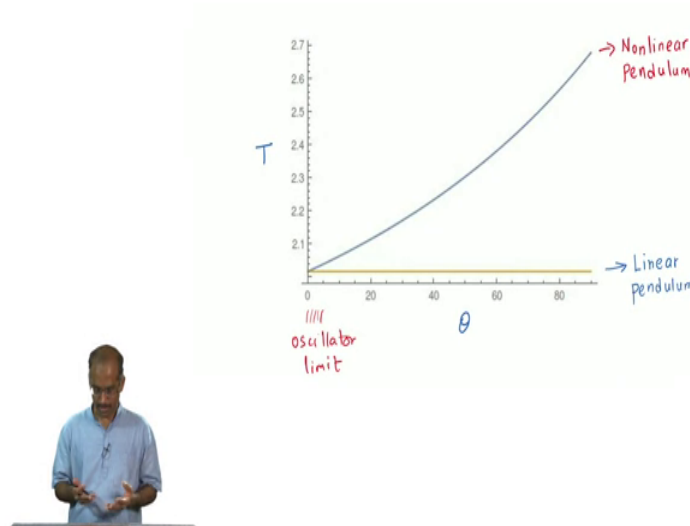 2.7
2.6
2.5
2.4
2.3
2.2
2.1
T
0 20 40 60 80
θ
→ Nonlinear
pendulum
→ Linear
pendulum
oscillator
limit